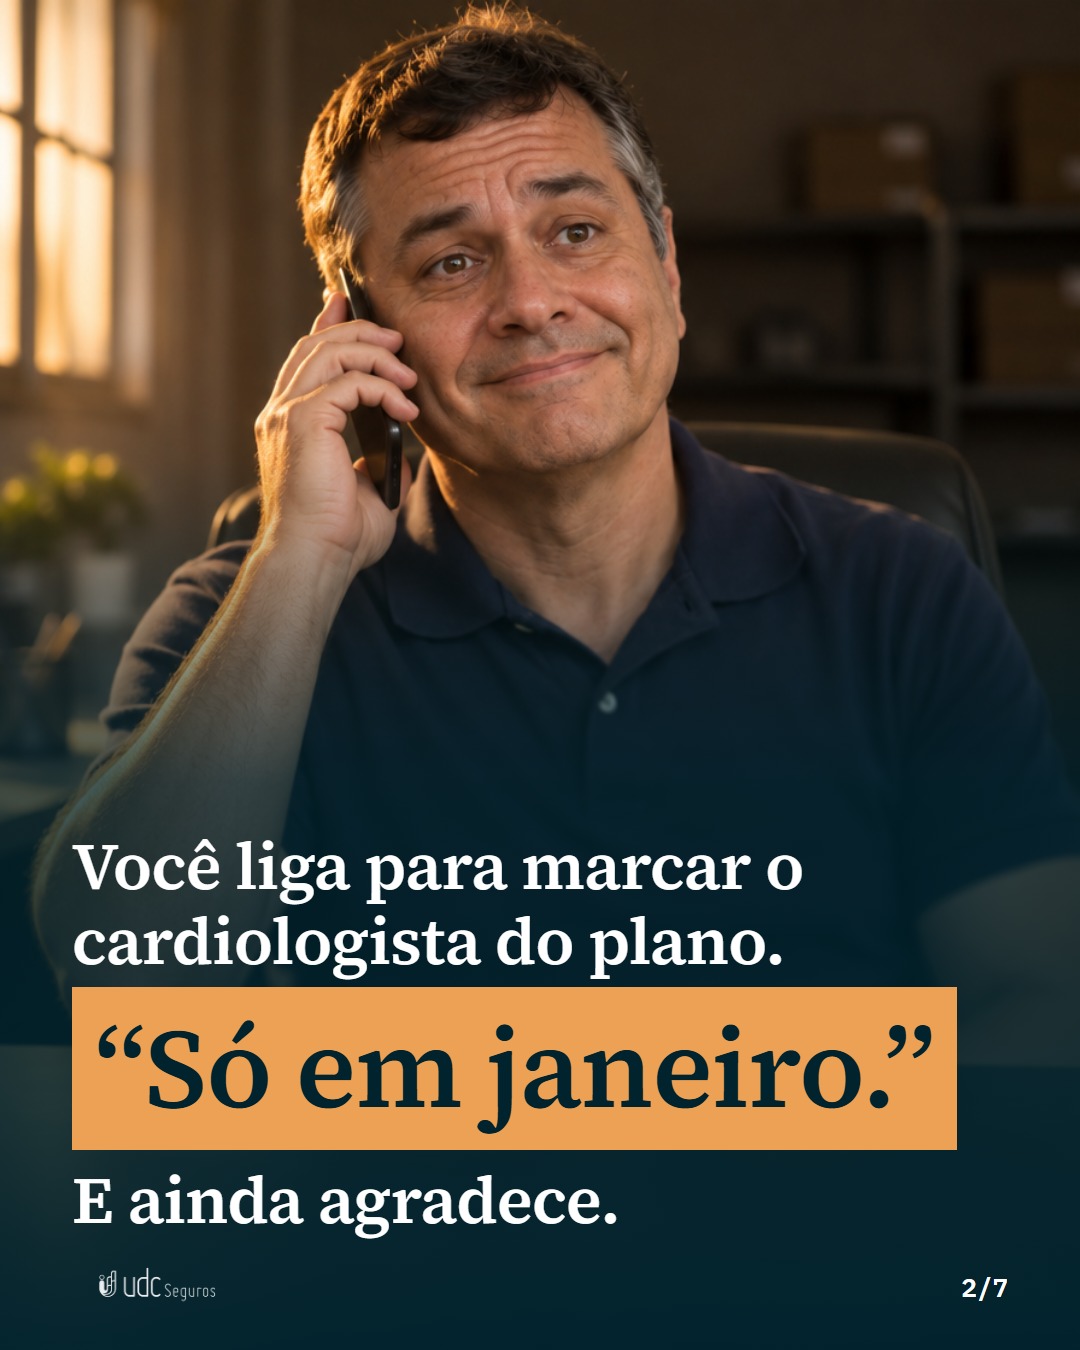 Você liga para marcar o
cardiologista do plano.
“Só em janeiro.”
E ainda agradece.
udc Seguros
2/7